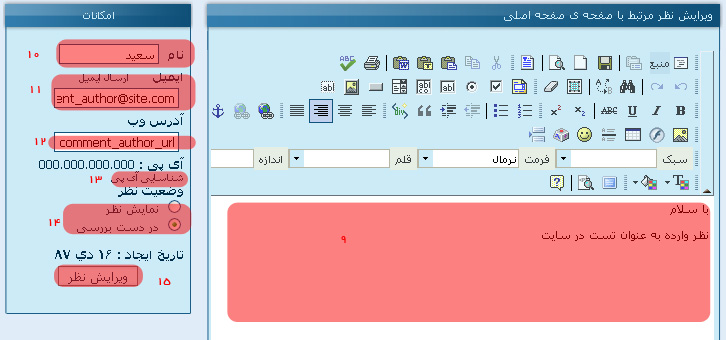 ویرایش نظر مرتبط با صفحه ی صفحه اصلی
منبع
ABC
ab
ab
ABC U I B
سبک
فرمت نرمال
قلم
اندازه
با سلام
نظر وارده به عنوان تست در سایت
۹
امکانات
نام سعید ۱۰
ایمیل ارسال ایمیل
ent_author@site.com ۱۱
آدرس وب
comment_author_url ۱۲
آی پی : 000.000.000.000
شناسایی آی پی ۱۳
وضعیت نظر
نمایش نظر
در دست بررسی ۱۴
تاریخ ایجاد : ۱۶ دي ۸۷
ویرایش نظر ۱۵